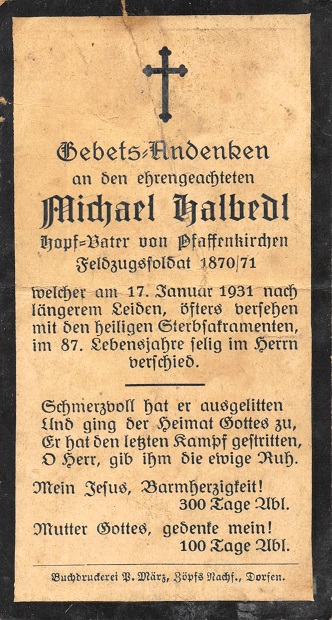 Gebets-Andenken
an den ehrengeachteten
Michael Halbedl
Hopf-Vater von Pfaffenkirchen
Feldzugsoldat 1870/71
welcher am 17. Januar 1931 nach
längerem Leiden, öfters versehen
mit den heiligen Sterbsakramenten,
im 87. Lebensjahre selig im Herrn
verschied.
Schmerzvoll hat er ausgelitten
Und ging der Heimat Gottes zu,
Er hat den letzten Kampf gestritten,
O Herr, gib ihm die ewige Ruh.
Mein Jesus, Barmherzigkeit!
300 Tage Abl.
Mutter Gottes, gedenke mein!
100 Tage Abl.
Buchdruckerei P. März, Zöpfs Nachf., Dorfen.